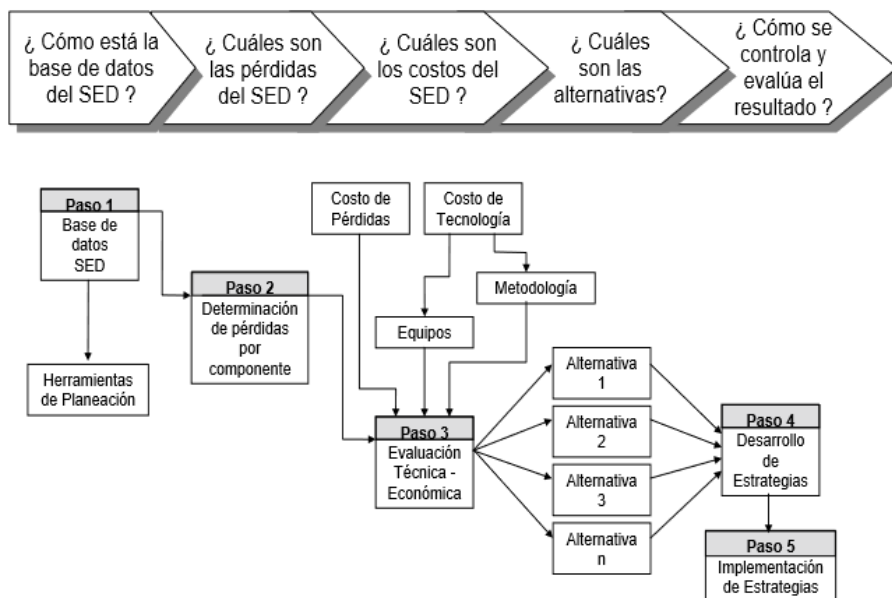 ¿ Cómo está la
base de datos
del SED ?
¿ Cuáles son
las pérdidas
del SED ?
¿ Cuáles son
los costos del
SED ?
¿ Cuáles
son las
alternativas?
¿ Cómo se
controla y
evalúa el
resultado ?
Paso 1
Base de
datos
SED
Herramientas
de Planeación
Paso 2
Determinación
de pérdidas
por
componente
Costo de
Pérdidas
Costo de
Tecnología
Metodología
Equipos
Paso 3
Evaluación
Técnica -
Económica
Alternativa
1
Alternativa
2
Alternativa
3
Alternativa
n
Paso 4
Desarrollo
de
Estrategias
Paso 5
Implementación
de Estrategias